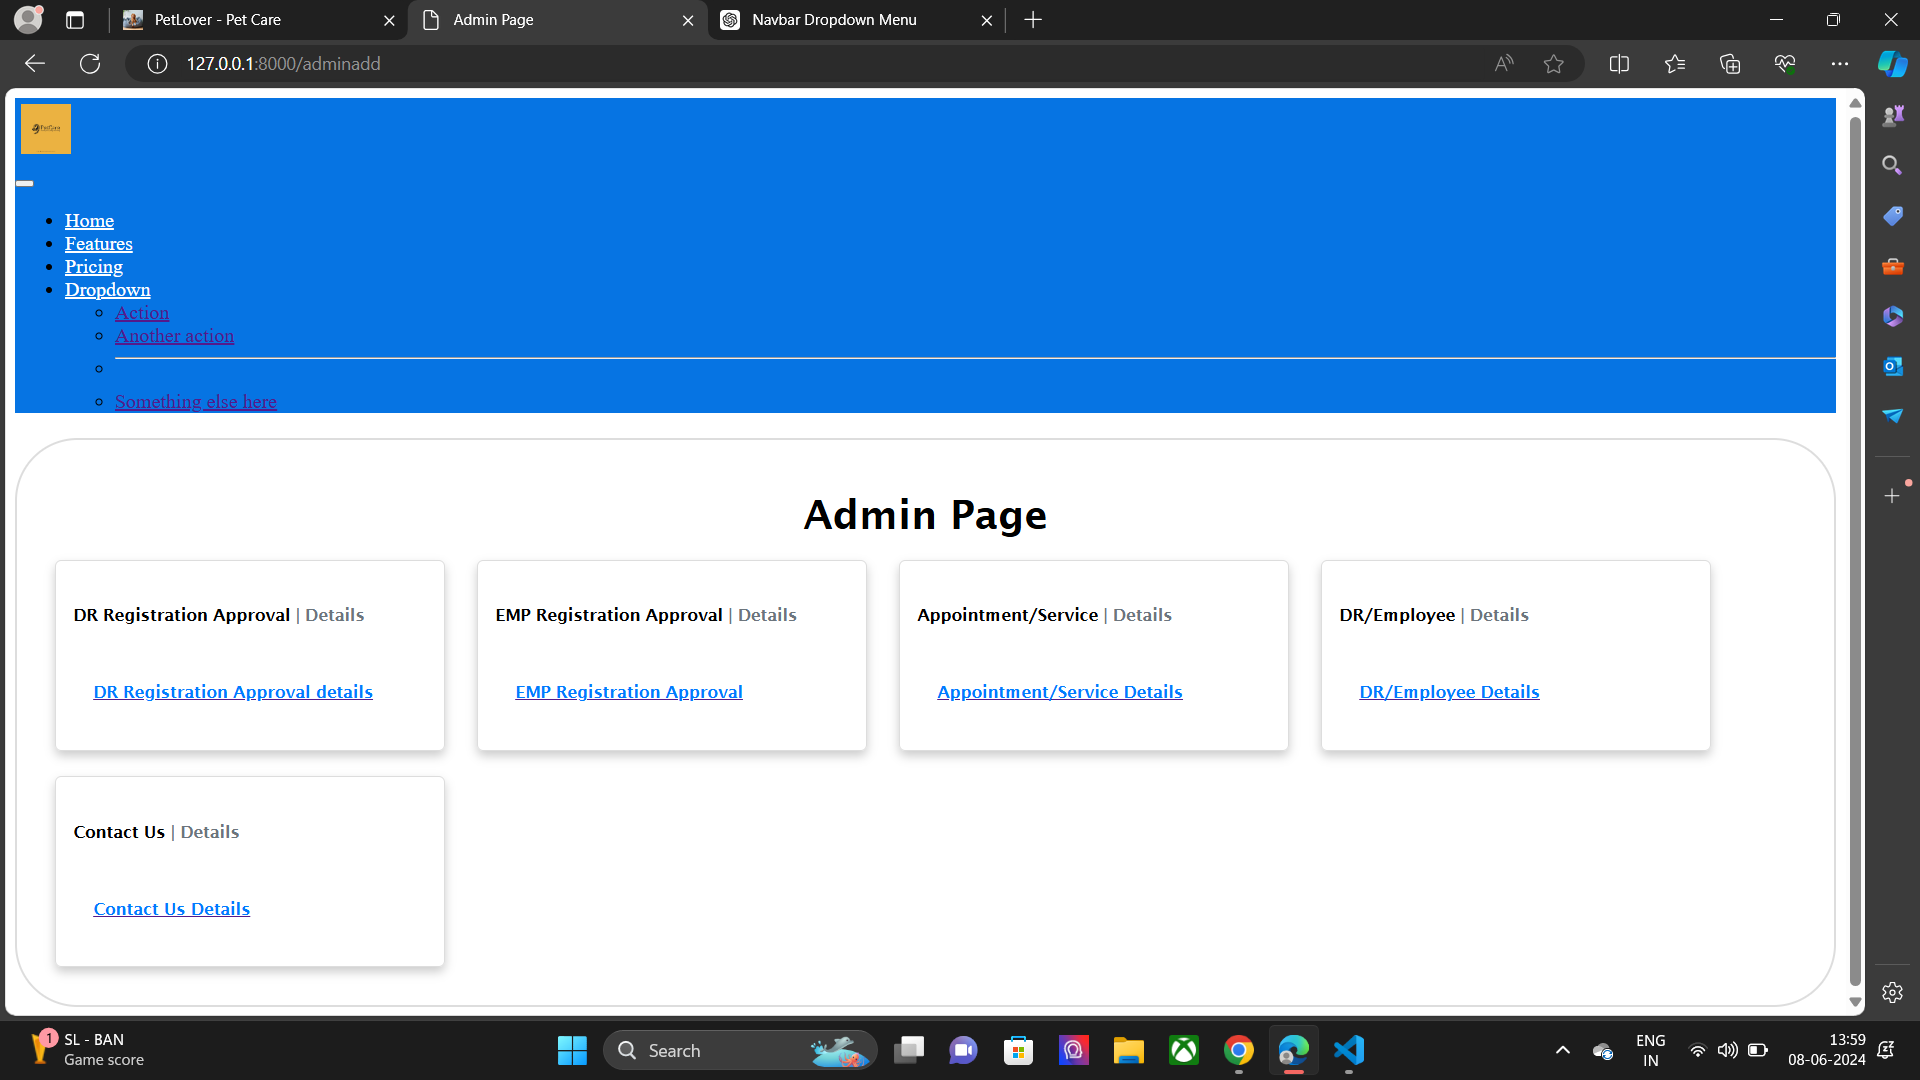 PetLover - Pet Care
Admin Page
Navbar Dropdown Menu
127.0.0.1:8000/adminadd
PetCare
Home
Features
Pricing
Dropdown
Action
Another action
Something else here
Admin Page
DR Registration Approval | Details
EMP Registration Approval | Details
Appointment/Service | Details
DR/Employee | Details
DR Registration Approval details
EMP Registration Approval
Appointment/Service Details
DR/Employee Details
Contact Us | Details
Contact Us Details
1
SL - BAN
Game score
Search
ENG
IN
13:59
08-06-2024